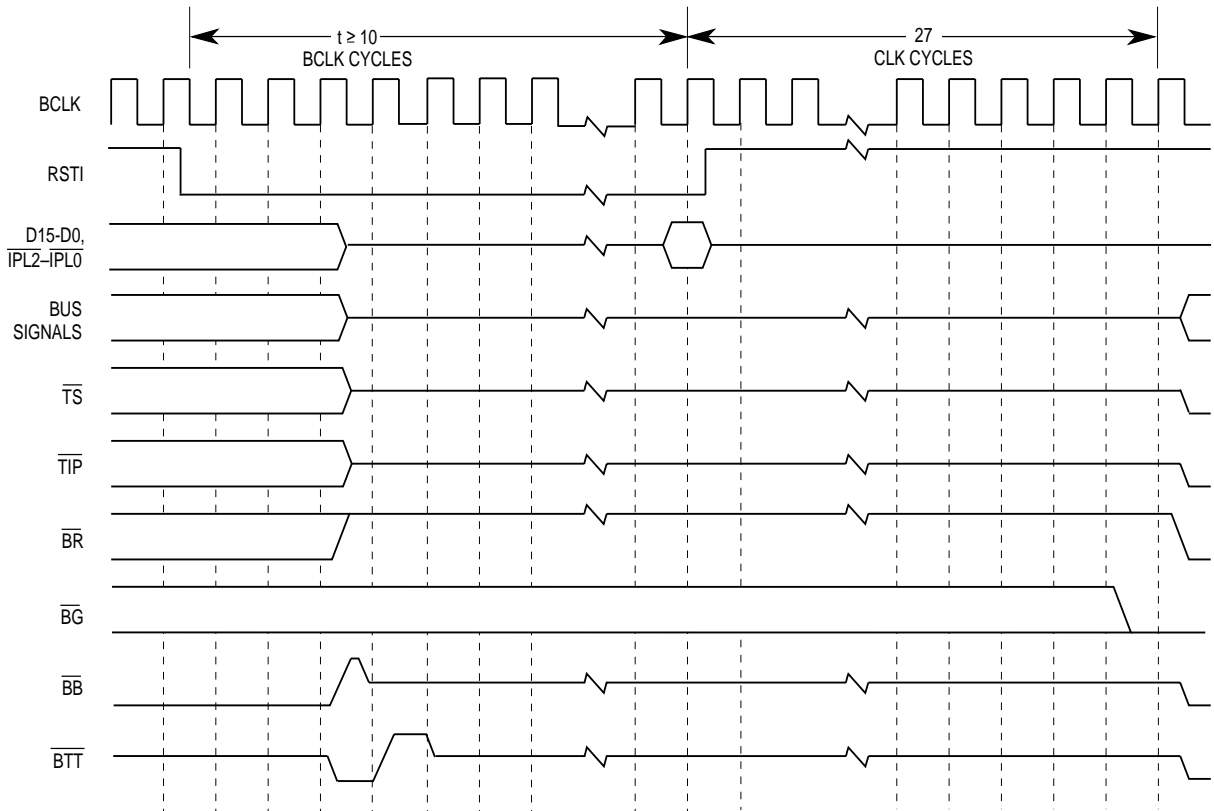 t ≥ 10
BCLK CYCLES
27
CLK CYCLES
BCLK
RSTI
D15-D0,
IPL2–IPL0
BUS
SIGNALS
TS
TIP
BR
BG
BB
BTT